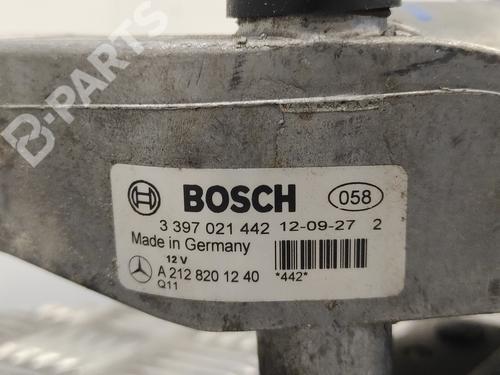 B-PARTS
BOSCH 058
3 397 021 442 12-09-27 2
Made in Germany
12 V
A 212 820 12 40 *442*
Q11